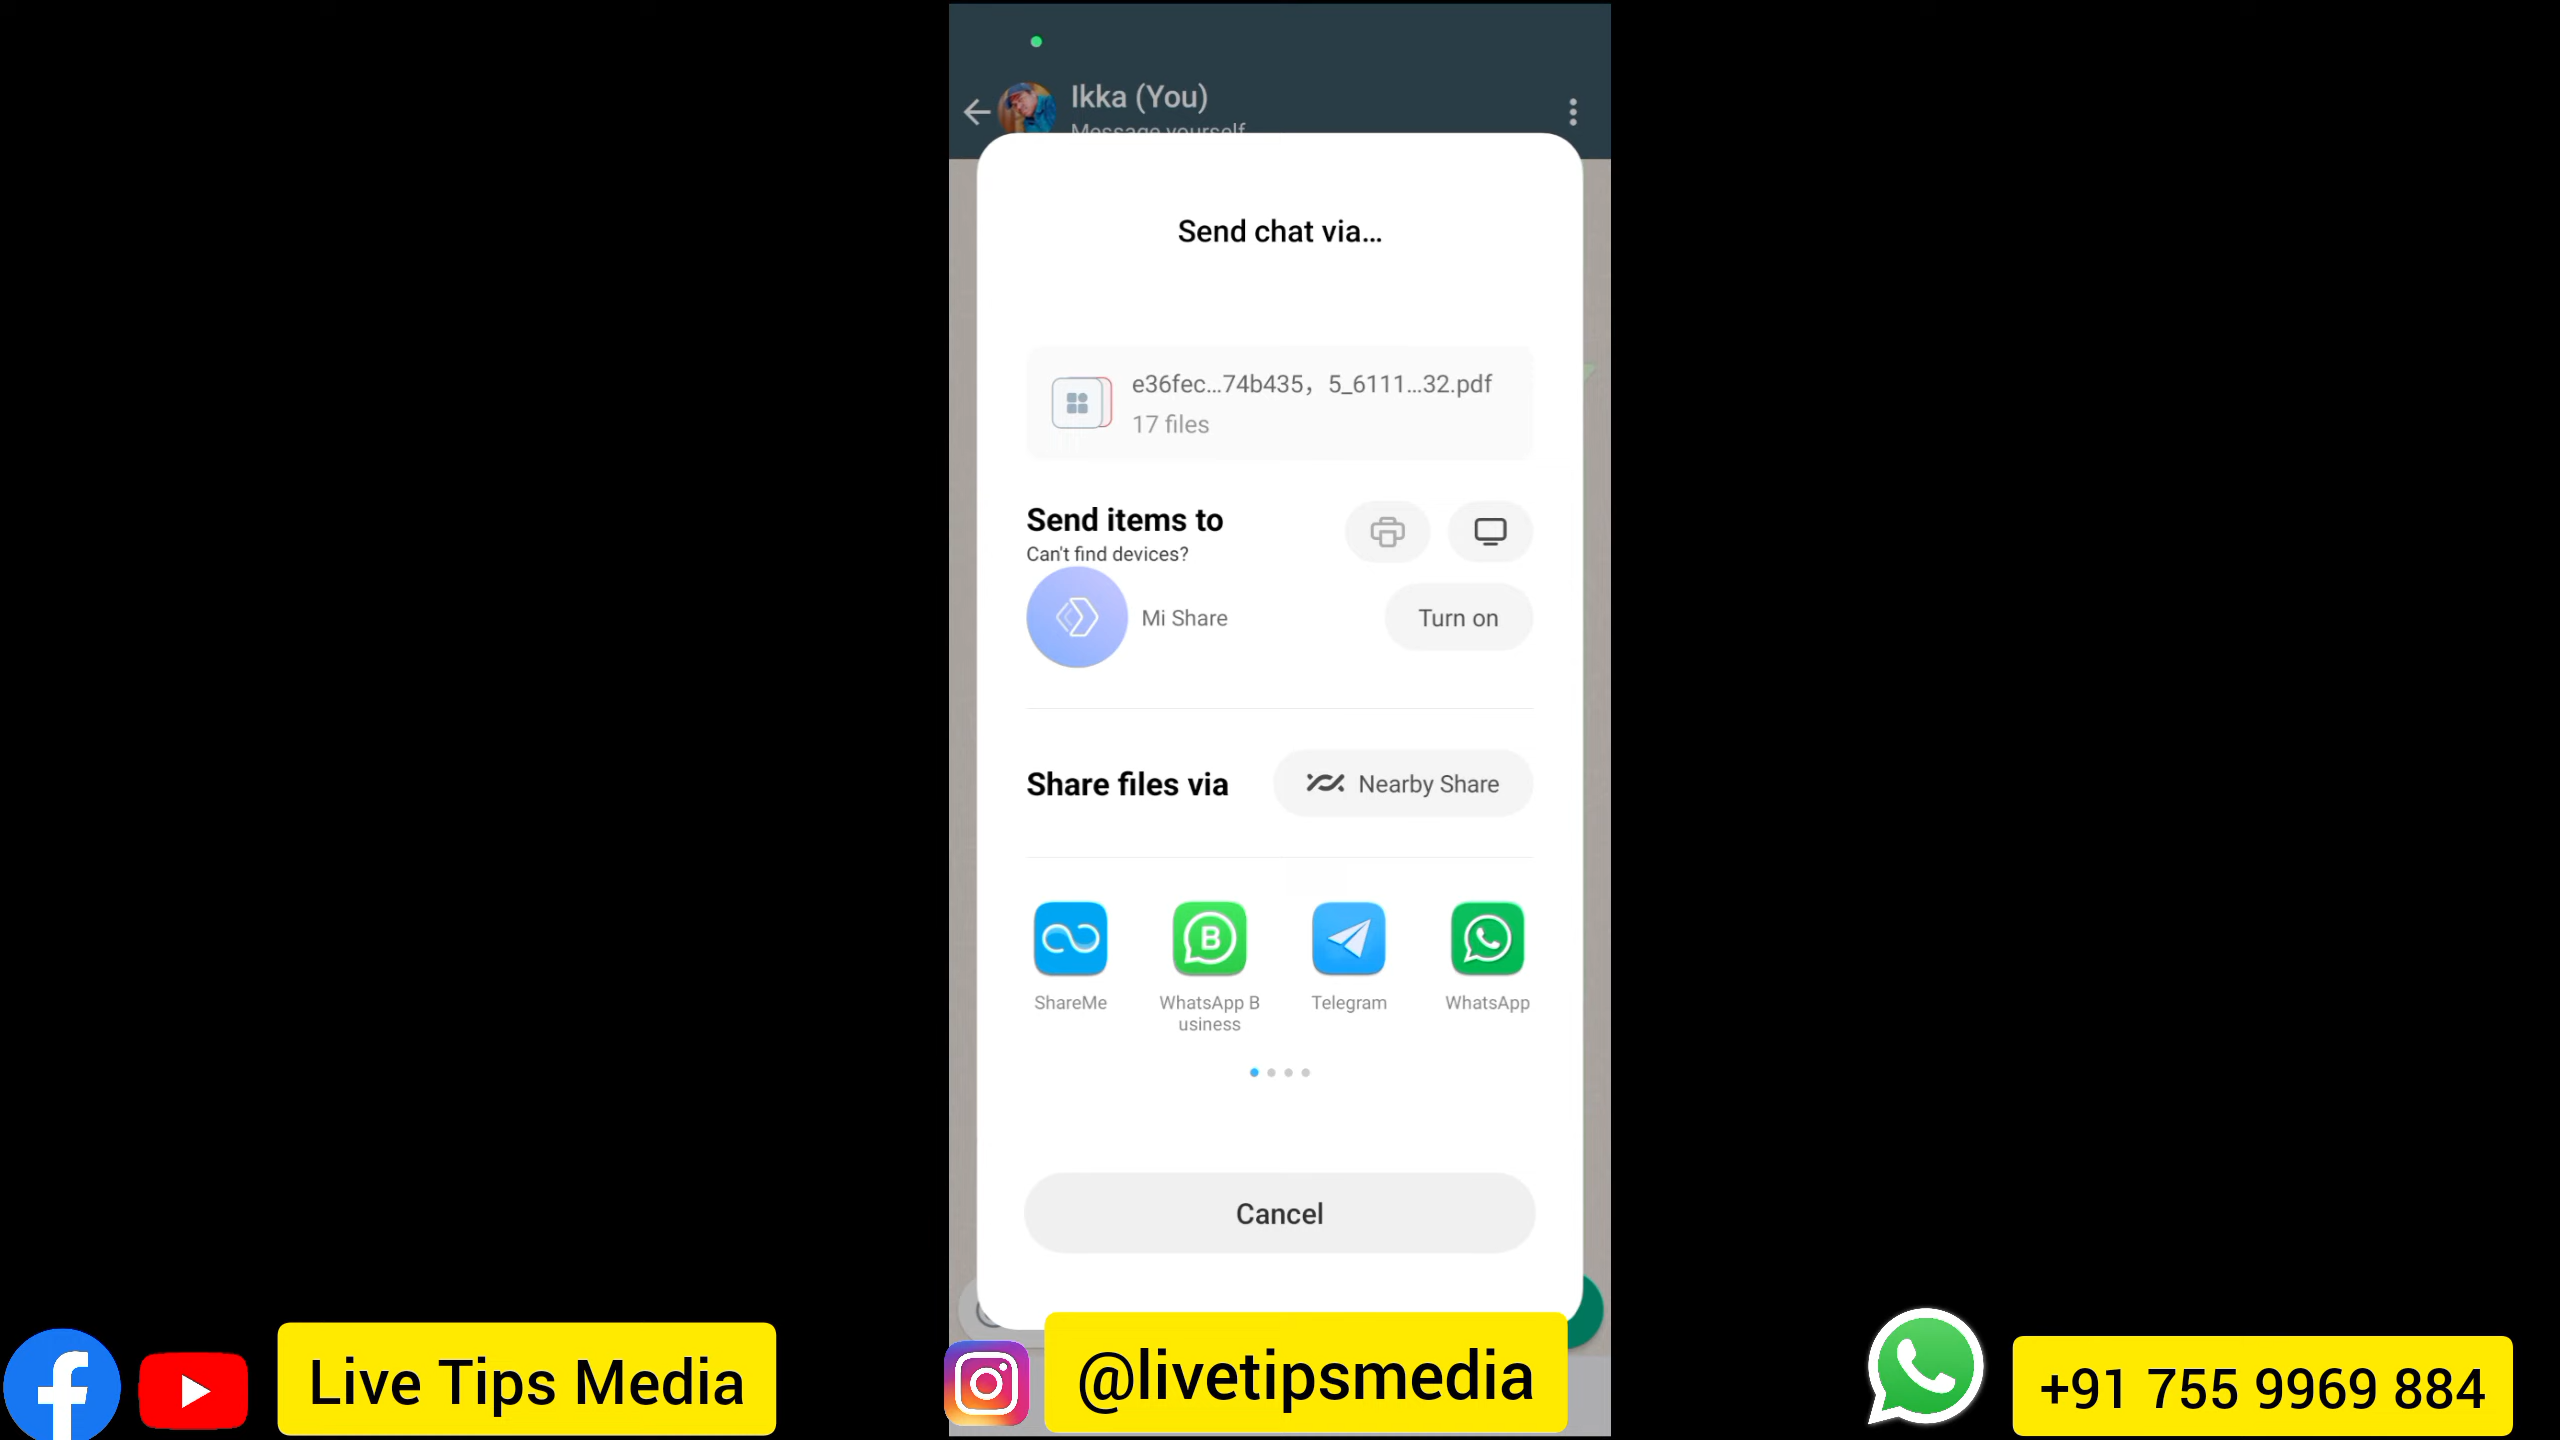 Ikka (You)
Message yourself
Send chat via...
e36fec...74b435，5_6111...32.pdf
17 files
Send items to
Can't find devices?
Mi Share
Turn on
Share files via
Nearby Share
ShareMe
WhatsApp B
usiness
Telegram
WhatsApp
Cancel
Live Tips Media
@livetipsmedia
+91 755 9969 884